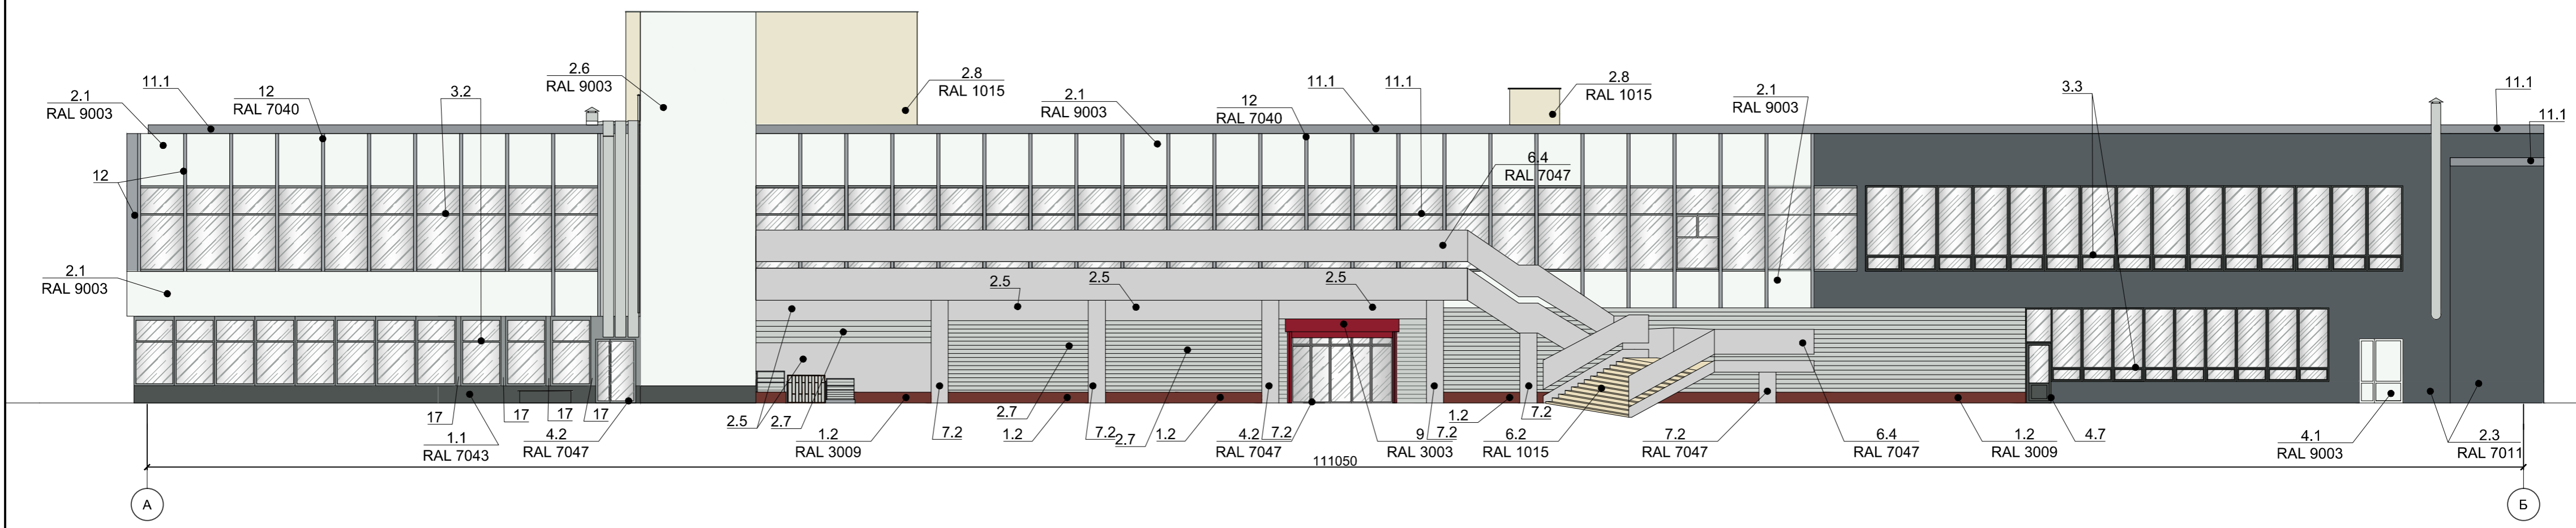 2.6
RAL 9003
2.8
RAL 1015
2.8
RAL 1015
11.1
12
RAL 7040
3.2
2.1
RAL 9003
2.1
RAL 9003
12
RAL 7040
11.1
11.1
2.1
RAL 9003
3.3
11.1
11.1
12
6.4
RAL 7047
2.1
RAL 9003
2.5
2.5
2.5
17
17
17
17
1.1
RAL 7043
4.2
RAL 7047
2.5
2.7
1.2
RAL 3009
7.2
2.7
1.2
7.2
2.7
1.2
4.2
RAL 7047
7.2
9
RAL 3003
7.2
1.2
7.2
6.2
RAL 1015
7.2
RAL 7047
6.4
RAL 7047
1.2
RAL 3009
4.7
4.1
RAL 9003
2.3
RAL 7011
111050
А
Б